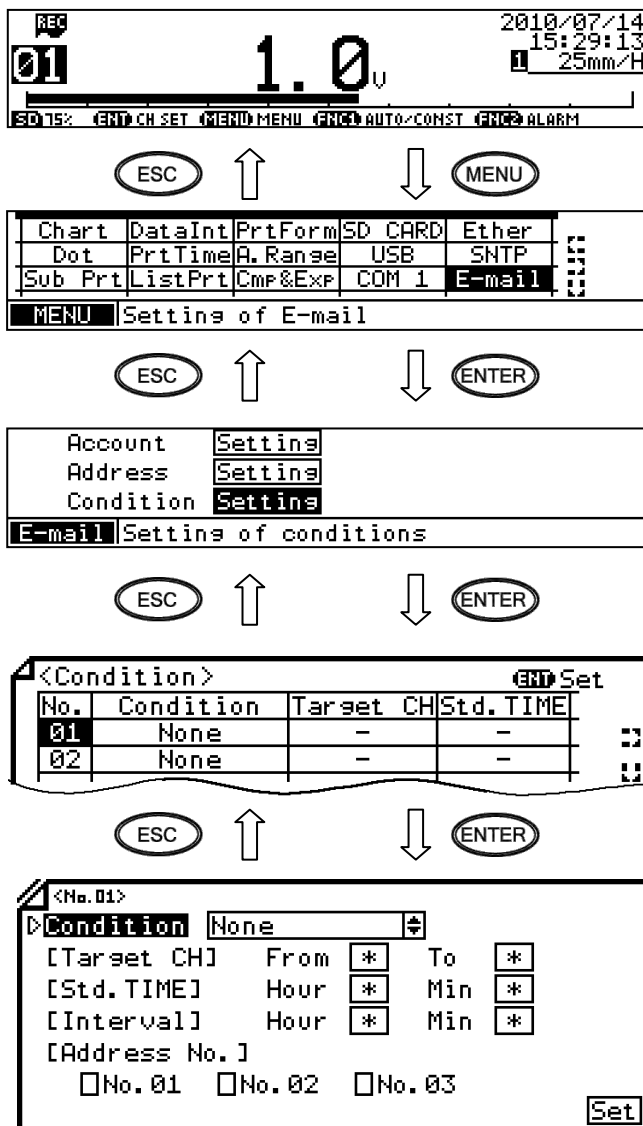 REC
2010/07/14
15:29:13
01 1.0 V 1 25mm/H
SD 75% ENT CH SET MENU MENU FNC1 AUTO/CONST FNC2 ALARM
ESC MENU
Chart DataInt PrtForm SD CARD Ether
Dot PrtTime A.Range USB SNTP
Sub Prt ListPrt Cmp&Exp COM 1 E-mail
MENU Setting of E-mail
ESC ENTER
Account Setting
Address Setting
Condition Setting
E-mail Setting of conditions
ESC ENTER
<Condition> ENT Set
No. Condition Target CH Std.TIME
01 None - -
02 None - -
ESC ENTER
<No.01>
Condition None
[Target CH] From * To *
[Std.TIME] Hour * Min *
[Interval] Hour * Min *
[Address No.]
No.01 No.02 No.03
Set